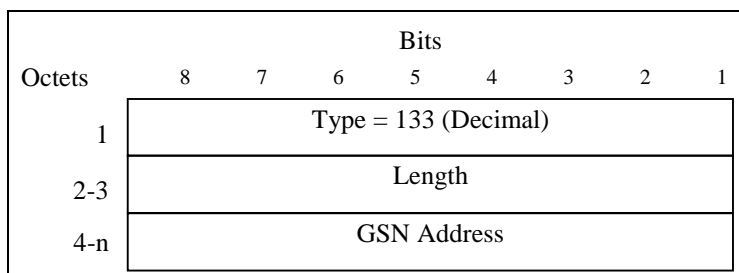 Bits
Octets 8 7 6 5 4 3 2 1
1 Type = 133 (Decimal)
2-3 Length
4-n GSN Address